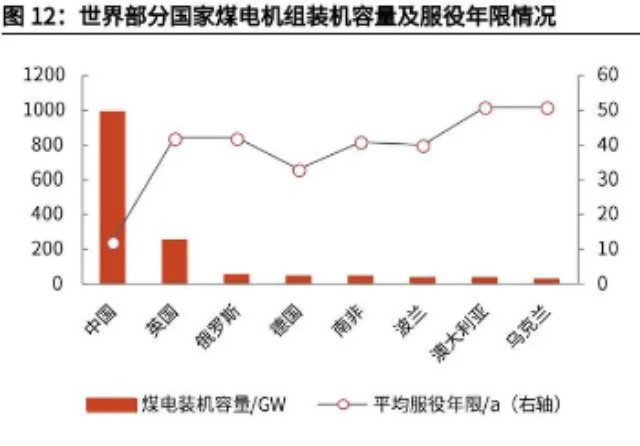 图 12：世界部分国家煤电机组装机容量及服役年限情况
1200
1000
800
600
400
200
0
60
50
40
30
20
10
0
中国
英国
俄罗斯
德国
南非
波兰
澳大利亚
乌克兰
煤电装机容量/GW
平均服役年限/a（右轴）